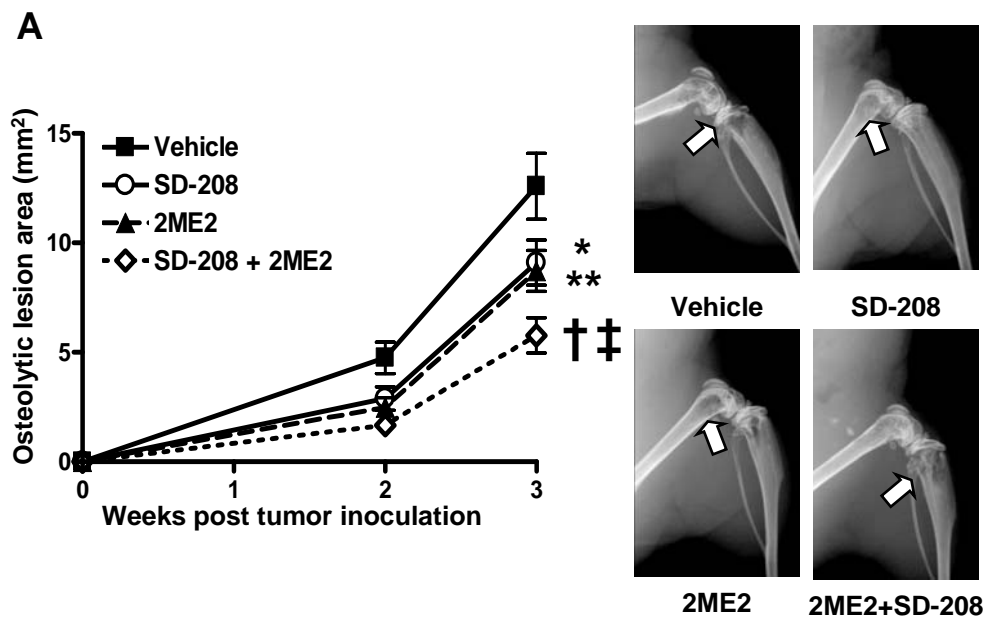 A
Osteolytic lesion area (mm²)
15
10
5
0
Vehicle
SD-208
2ME2
SD-208 + 2ME2
*
**
†‡
0
1
2
3
Weeks post tumor inoculation
Vehicle
SD-208
2ME2
2ME2+SD-208